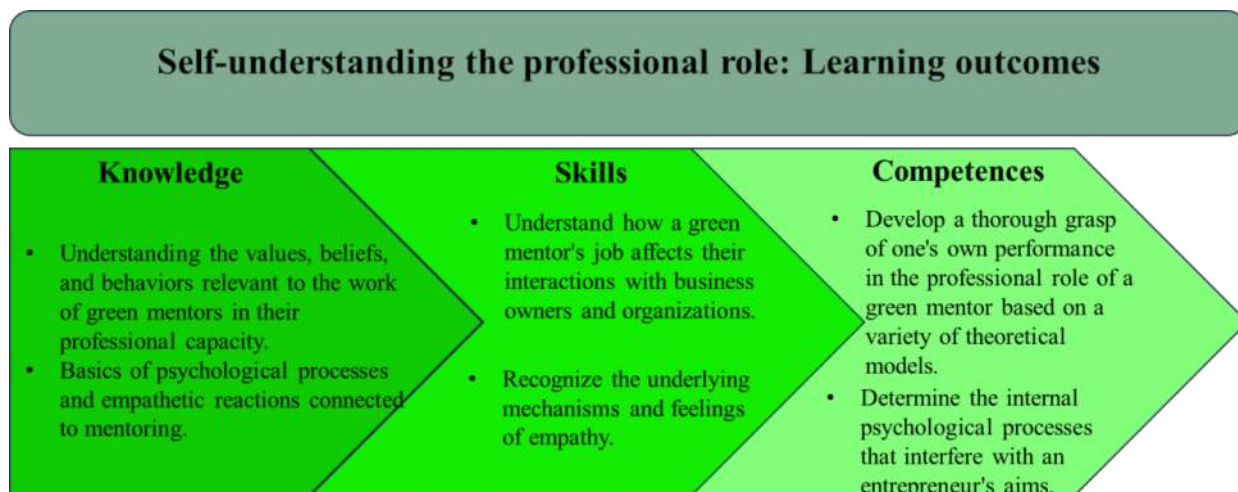 Self-understanding the professional role: Learning outcomes
Knowledge
• Understanding the values, beliefs,
and behaviors relevant to the work
of green mentors in their
professional capacity.
• Basics of psychological processes
and empathetic reactions connected
to mentoring.
Skills
• Understand how a green
mentor's job affects their
interactions with business
owners and organizations.
• Recognize the underlying
mechanisms and feelings
of empathy.
Competences
• Develop a thorough grasp
of one's own performance
in the professional role of a
green mentor based on a
variety of theoretical
models.
• Determine the internal
psychological processes
that interfere with an
entrepreneur's aims.